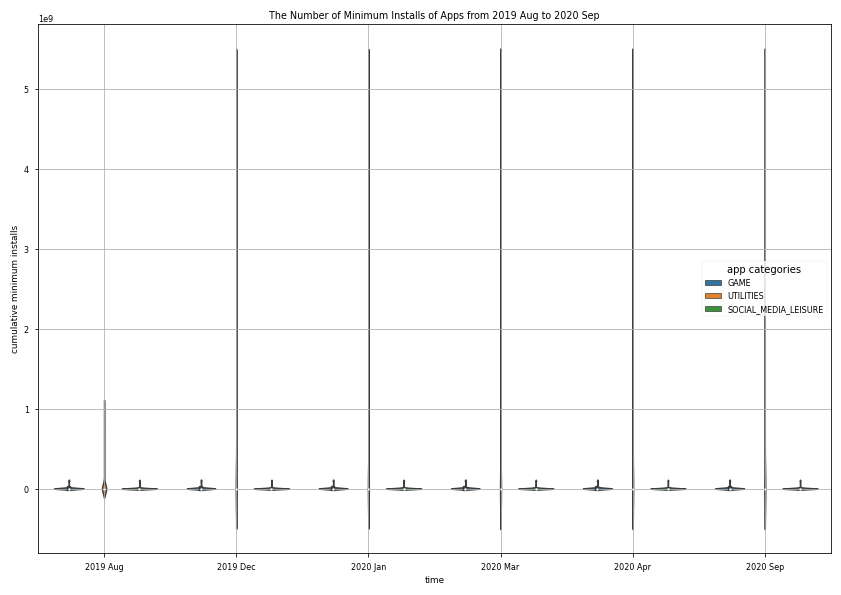 The Number of Minimum Installs of Apps from 2019 Aug to 2020 Sep
1e9
5
4
3
2
1
0
cumulative minimum installs
app categories
GAME
UTILITIES
SOCIAL_MEDIA_LEISURE
2019 Aug
2019 Dec
2020 Jan
2020 Mar
2020 Apr
2020 Sep
time